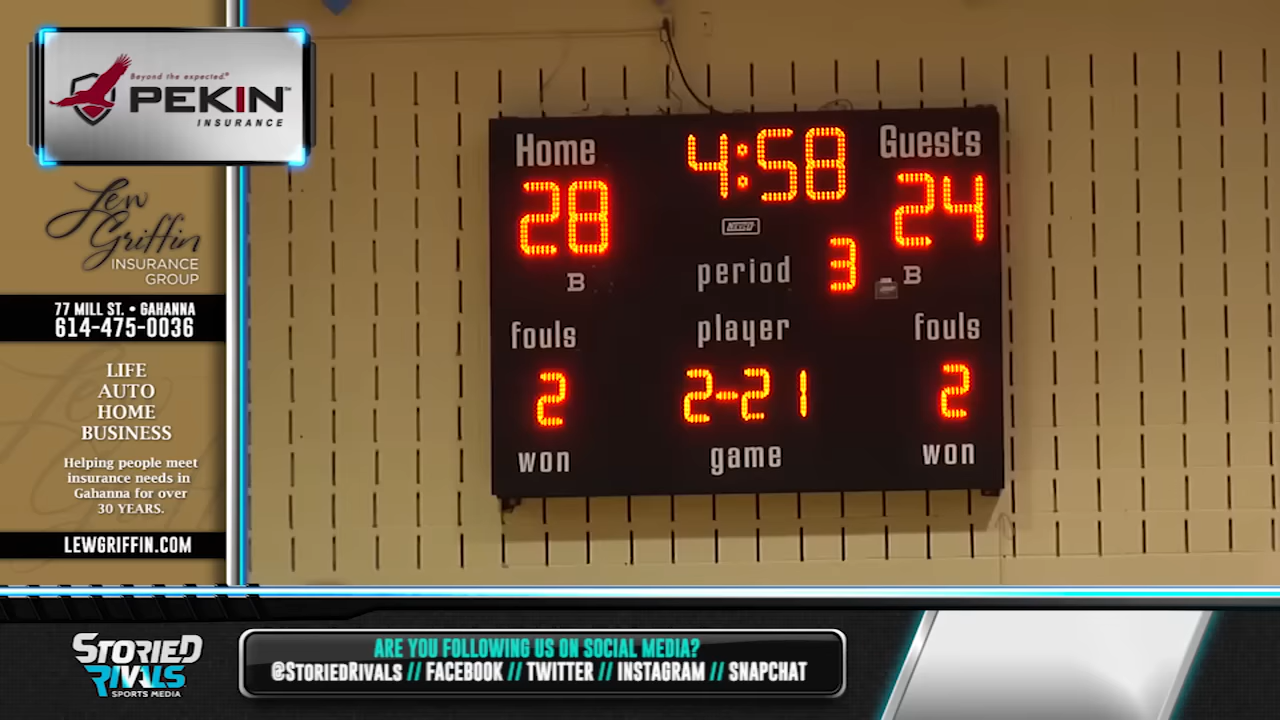 Beyond the expected.®
PEKIN™
INSURANCE
Lew
Griffin
INSURANCE
GROUP
77 MILL ST. • GAHANNA
614-475-0036
LIFE
AUTO
HOME
BUSINESS
Helping people meet
insurance needs in
Gahanna for over
30 YEARS.
LEWGRIFFIN.COM
Home 4:58 Guests
28 24
B period 3 B
fouls player fouls
2 2-21 2
won game won
STORIED
RIVALS
SPORTS MEDIA
ARE YOU FOLLOWING US ON SOCIAL MEDIA?
@STORIEDRIVALS // FACEBOOK // TWITTER // INSTAGRAM // SNAPCHAT